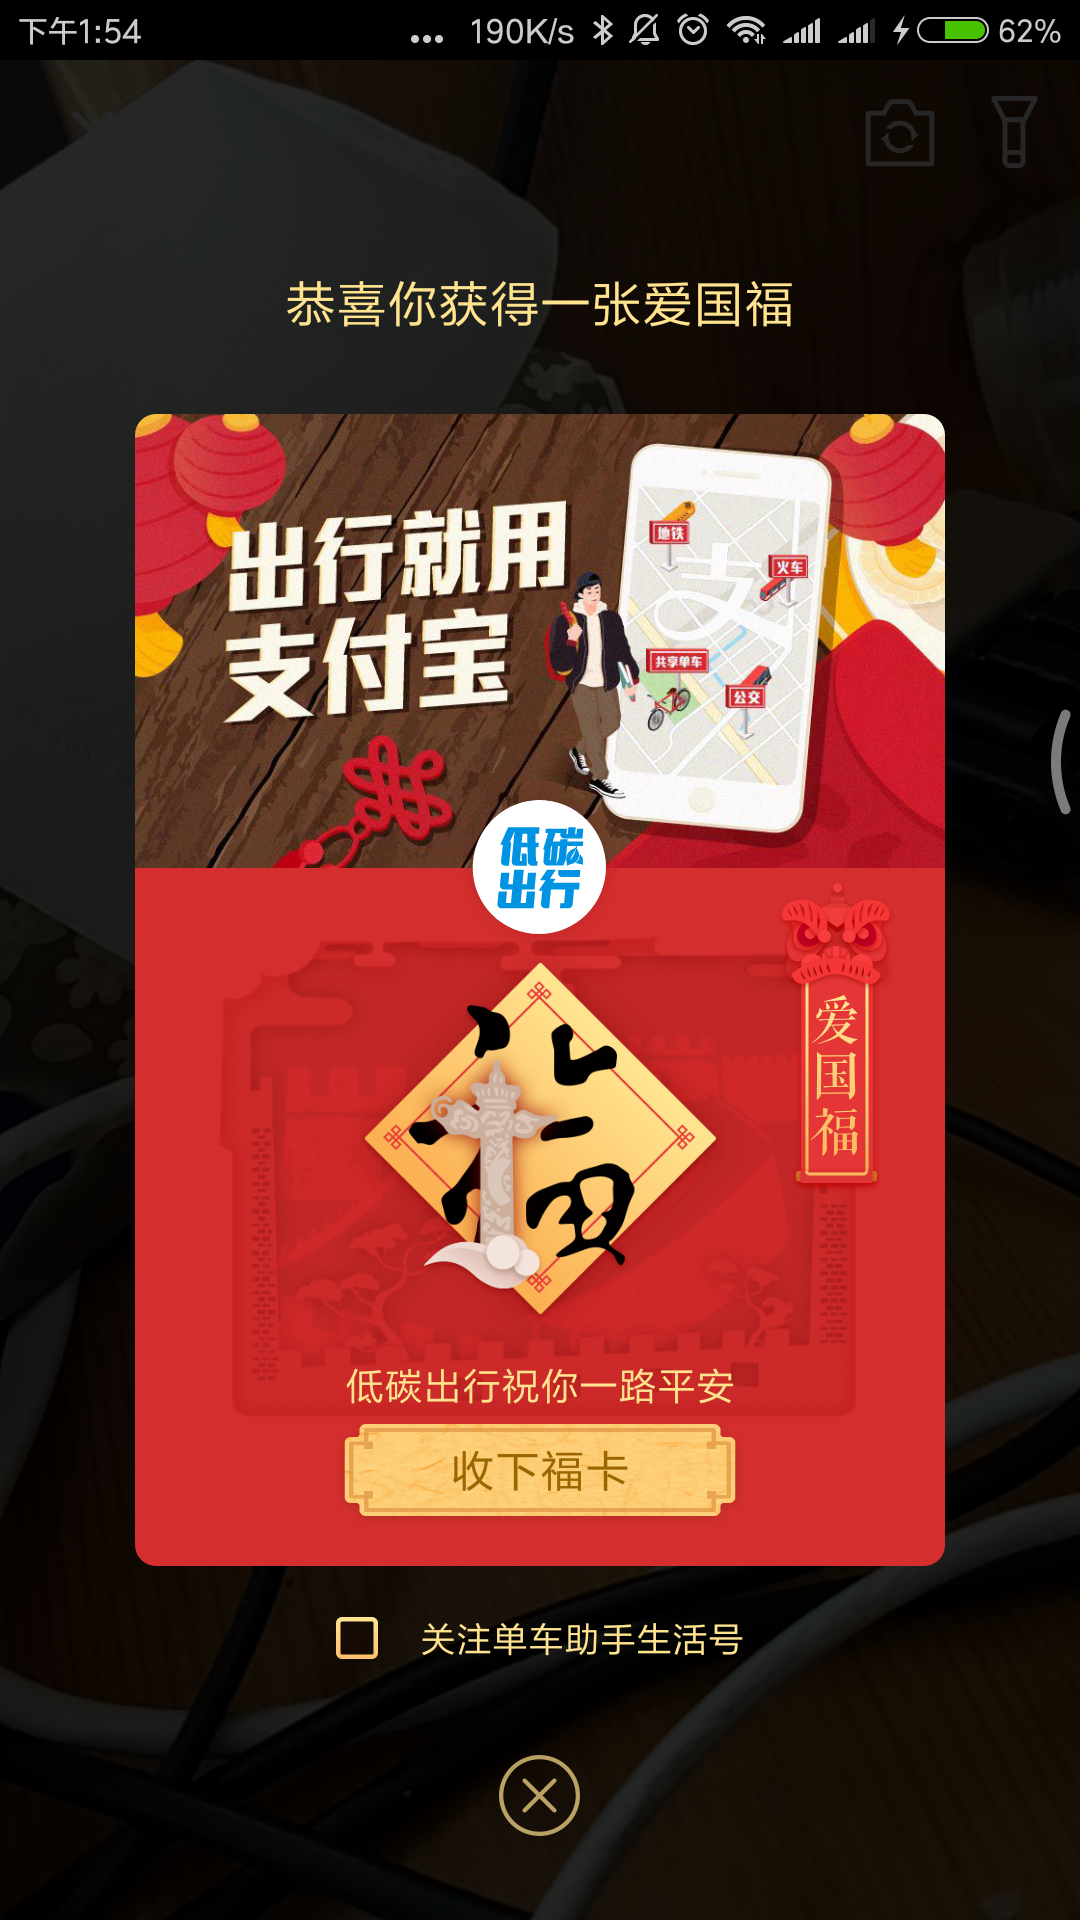 下午1:54
... 190K/s 62%
恭喜你获得一张爱国福
出行就用
支付宝
地铁
火车
支
共享单车
公交
低碳
出行
爱国福
福
低碳出行祝你一路平安
收下福卡
关注单车助手生活号